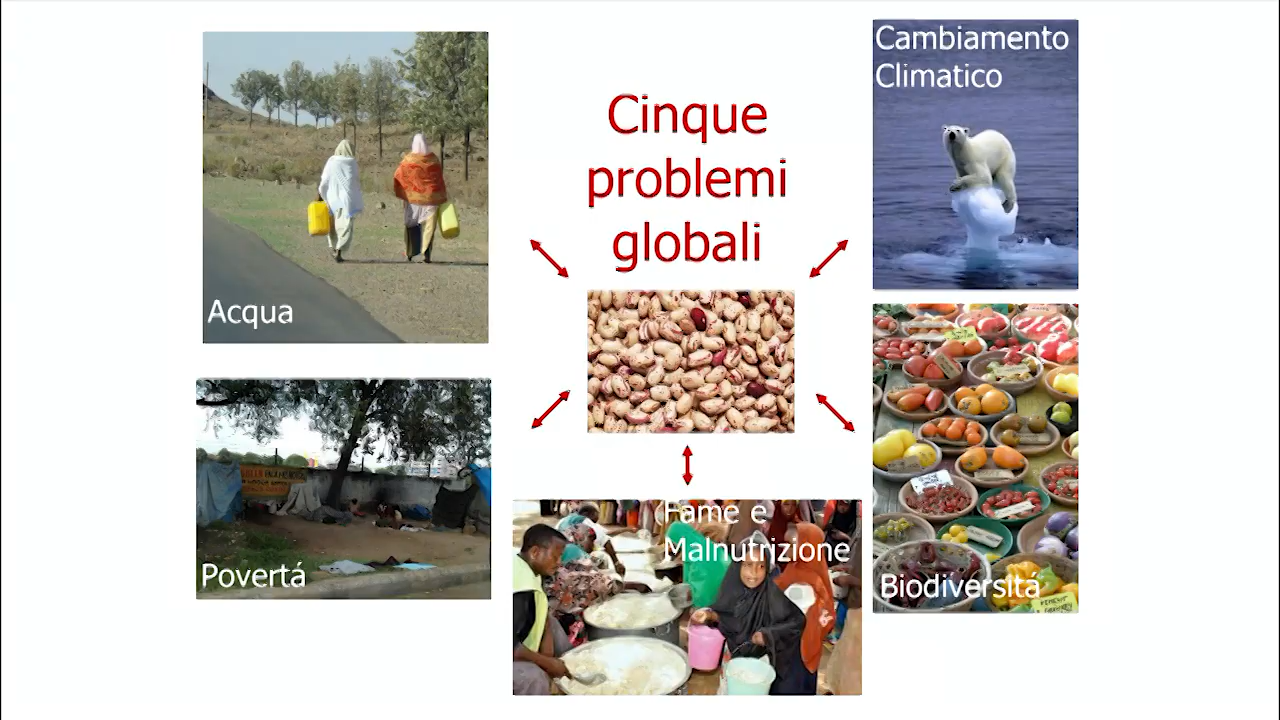 Cinque
problemi
globali
Acqua
Cambiamento
Climatico
Povertá
Fame e
Malnutrizione
Biodiversitá